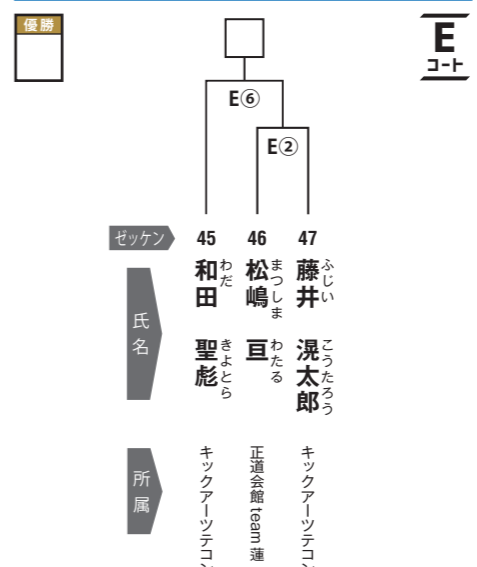 優勝
E
コート
E⑥
E②
ゼッケン
45 46 47
氏名
和田 聖彪
わだ きよとら
松嶋 亘
まつしま わたる
藤井 滉太郎
ふじい こうたろう
所属
キックアーツテコン
正道会館 team 蓮
キックアーツテコン